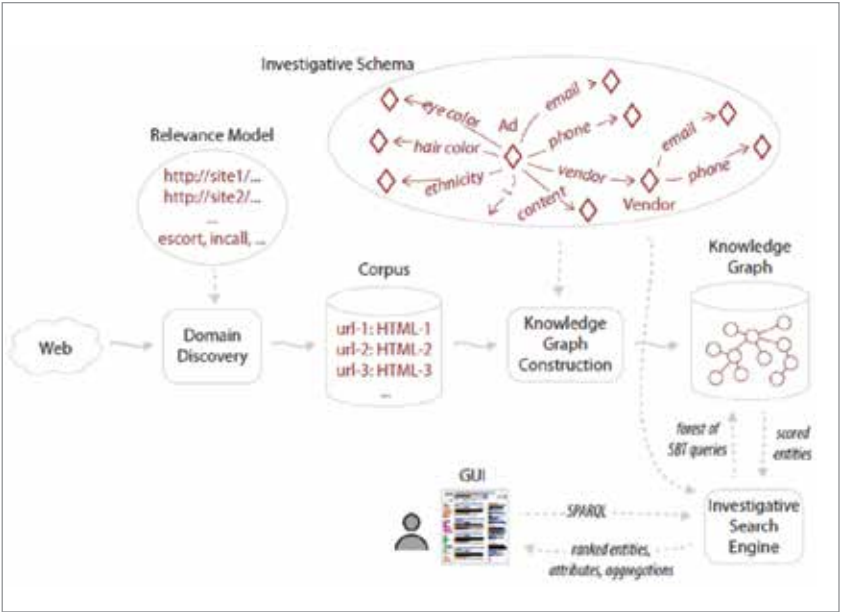 Investigative Schema
eye color
hair color
ethnicity
Ad
email
phone
vendor
content
...
Vendor
email
phone
Relevance Model
http://site1/...
http://site2/...
...
escort, incall, ...
Web
Domain
Discovery
Corpus
url-1: HTML-1
url-2: HTML-2
url-3: HTML-3
...
Knowledge
Graph
Construction
Knowledge
Graph
forest of
SBT queries
scored
entities
GUI
SPARQL
ranked entities,
attributes, aggregations
Investigative
Search
Engine